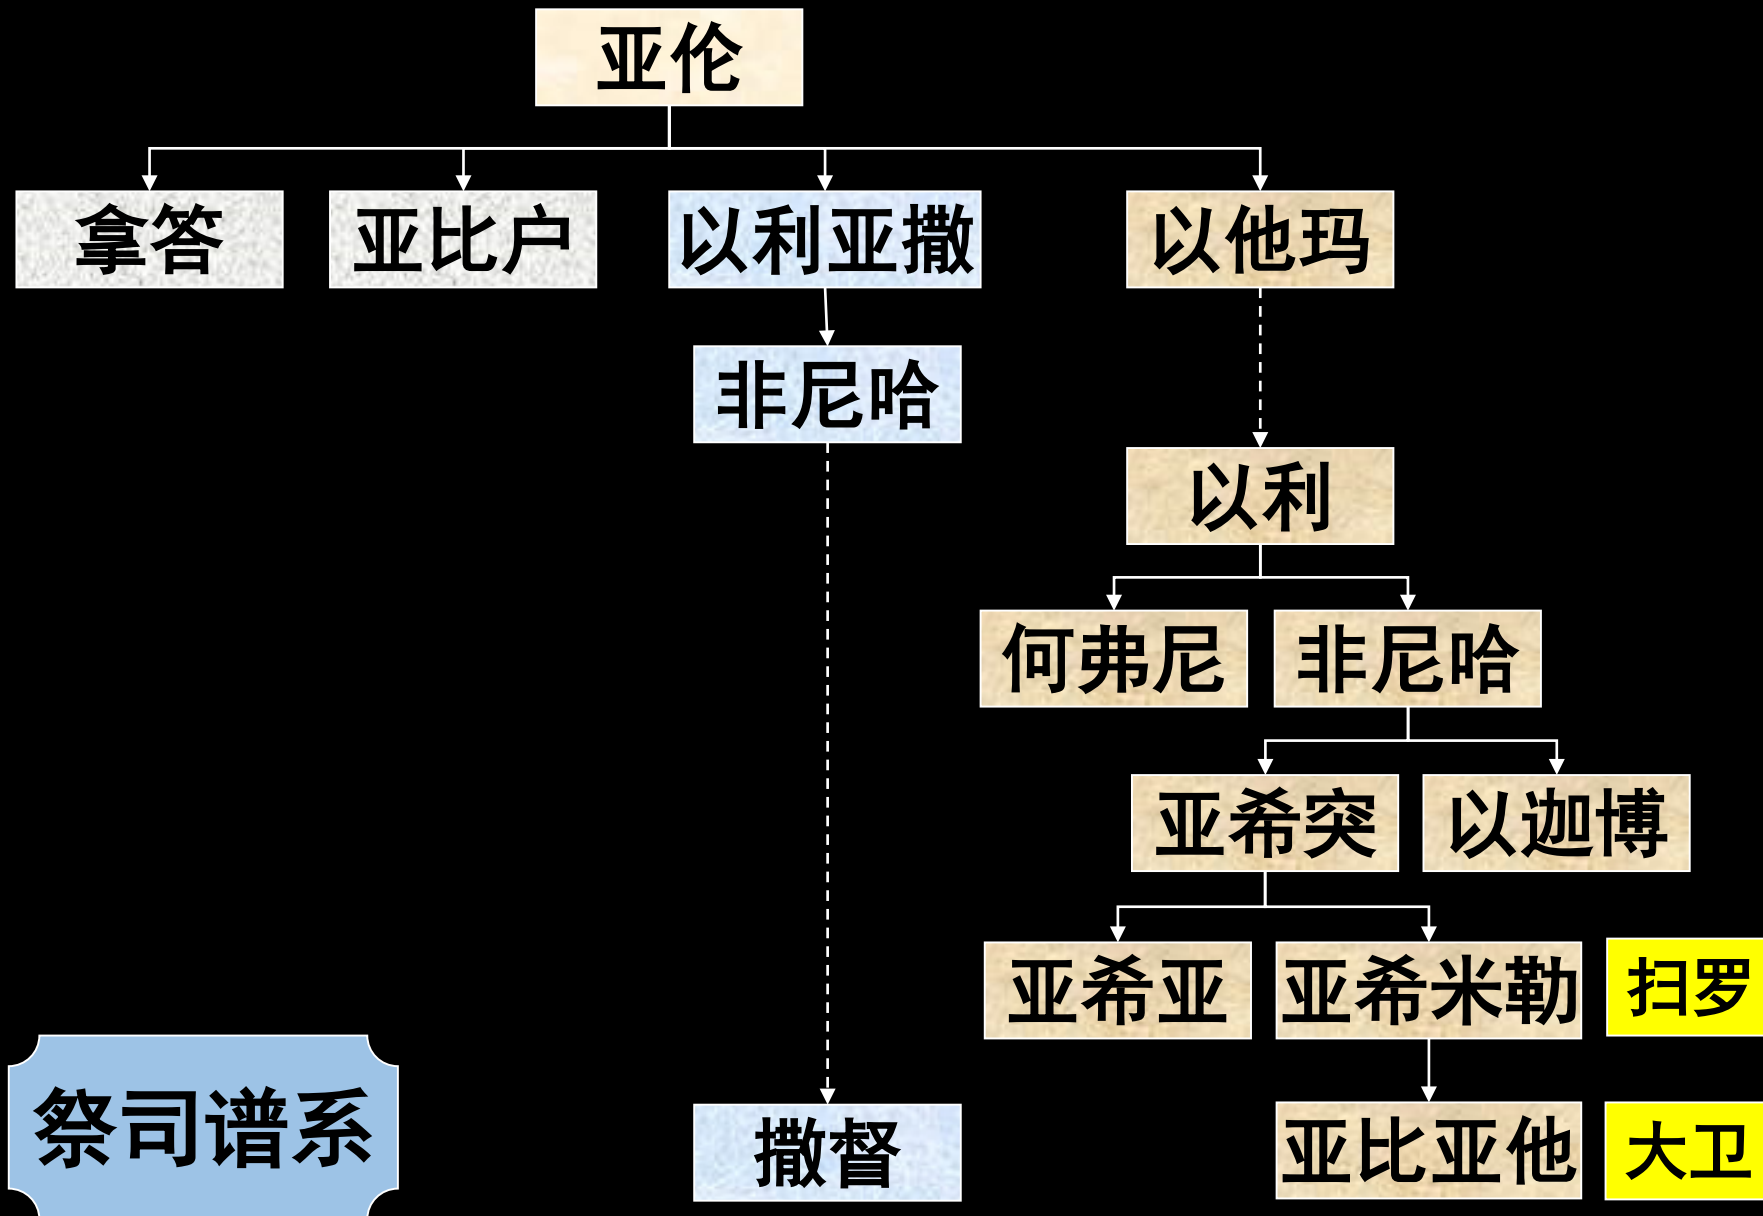 亚伦
拿答
亚比户
以利亚撒
以他玛
非尼哈
以利
何弗尼
非尼哈
亚希突
以迦博
亚希亚
亚希米勒
扫罗
祭司谱系
撒督
亚比亚他
大卫